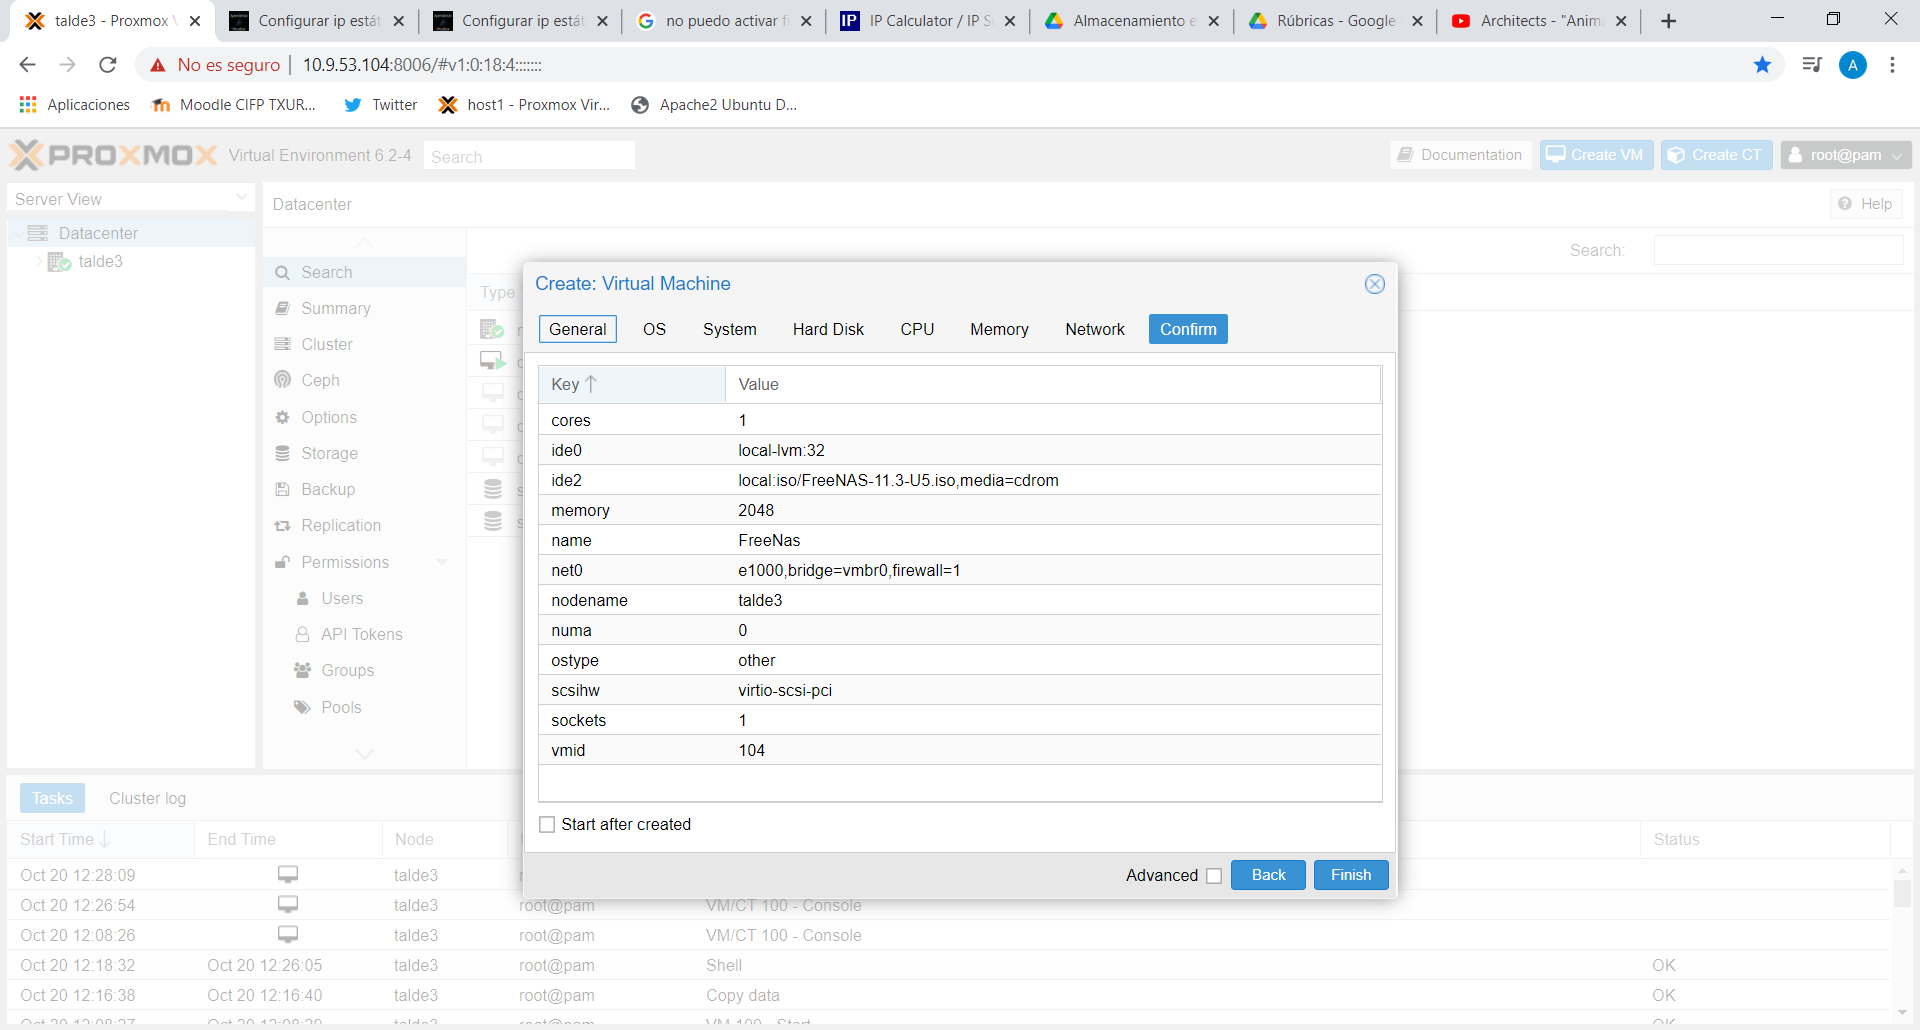 talde3 - Proxmox V
Configurar ip estát
Configurar ip estát
no puedo activar fi
IP
IP Calculator / IP S
Almacenamiento e
Rúbricas - Google
Architects - "Anima
No es seguro
10.9.53.104:8006/#v1:0:18:4:::::::
A
Aplicaciones
Moodle CIFP TXUR...
Twitter
host1 - Proxmox Vir...
Apache2 Ubuntu D...
PROXMOX
Virtual Environment 6.2-4
Search
Documentation
Create VM
Create CT
root@pam
Server View
Datacenter
talde3
Datacenter
Help
Search
Summary
Cluster
Ceph
Options
Storage
Backup
Replication
Permissions
Users
API Tokens
Groups
Pools
Search:
Type
Create: Virtual Machine
General
OS
System
Hard Disk
CPU
Memory
Network
Confirm
Key
Value
cores 1
ide0 local-lvm:32
ide2 local:iso/FreeNAS-11.3-U5.iso,media=cdrom
memory 2048
name FreeNas
net0 e1000,bridge=vmbr0,firewall=1
nodename talde3
numa 0
ostype other
scsihw virtio-scsi-pci
sockets 1
vmid 104
Start after created
Advanced
Back
Finish
Tasks
Cluster log
Start Time
End Time
Node
Status
Oct 20 12:28:09 talde3
Oct 20 12:26:54 talde3 root@pam VM/CT 100 - Console
Oct 20 12:08:26 talde3 root@pam VM/CT 100 - Console
Oct 20 12:18:32 Oct 20 12:26:05 talde3 root@pam Shell OK
Oct 20 12:16:38 Oct 20 12:16:40 talde3 root@pam Copy data OK